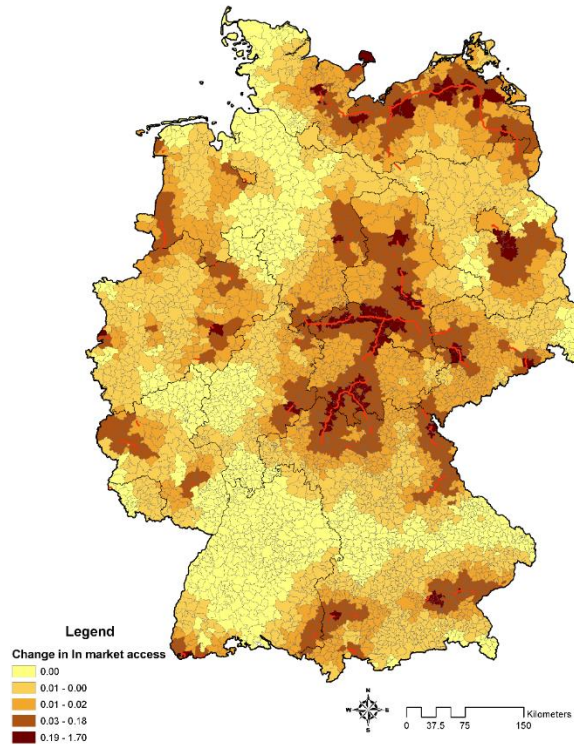 Legend
Change in ln market access
0.00
0.01 - 0.00
0.01 - 0.02
0.03 - 0.18
0.19 - 1.70
N
W E
S
Kilometers
0 37.5 75 150